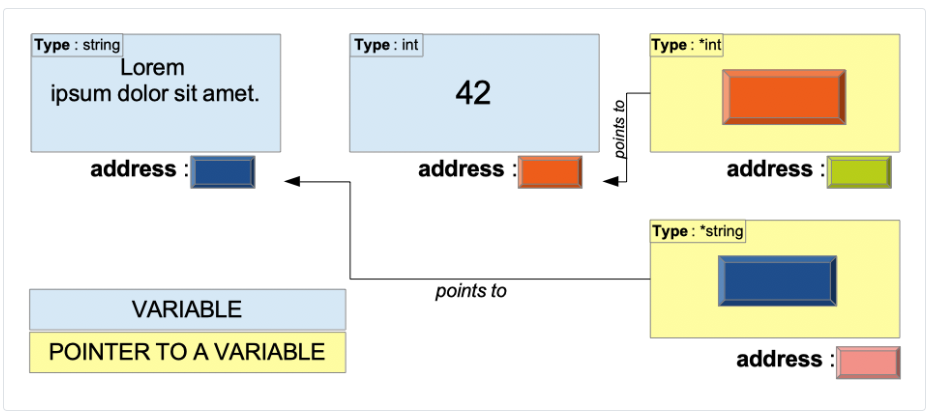 Type : string
Lorem
ipsum dolor sit amet.
address :
Type : int
42
address :
Type : *int
points to
address :
Type : *string
points to
address :
VARIABLE
POINTER TO A VARIABLE